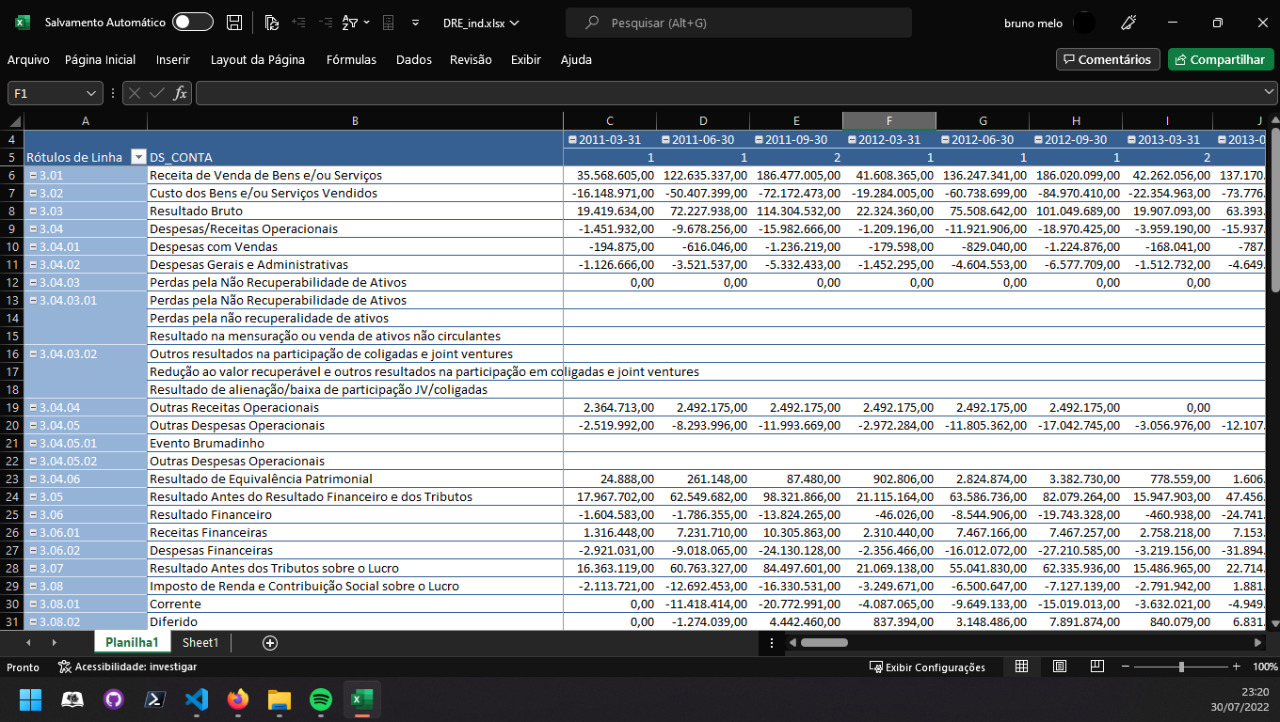 Salvamento Automático
DRE_ind.xlsx
Pesquisar (Alt+G)
bruno melo
Arquivo Página Inicial Inserir Layout da Página Fórmulas Dados Revisão Exibir Ajuda Comentários Compartilhar
F1 fx
A B C D E F G H I J
4 2011-03-31 2011-06-30 2011-09-30 2012-03-31 2012-06-30 2012-09-30 2013-03-31 2013-0
5 Rótulos de Linha DS_CONTA 1 1 2 1 1 1 2
6 3.01 Receita de Venda de Bens e/ou Serviços 35.568.605,00 122.635.337,00 186.477.005,00 41.608.365,00 136.247.341,00 186.020.099,00 42.262.056,00 137.170.
7 3.02 Custo dos Bens e/ou Serviços Vendidos -16.148.971,00 -50.407.399,00 -72.172.473,00 -19.284.005,00 -60.738.699,00 -84.970.410,00 -22.354.963,00 -73.776.
8 3.03 Resultado Bruto 19.419.634,00 72.227.938,00 114.304.532,00 22.324.360,00 75.508.642,00 101.049.689,00 19.907.093,00 63.393.
9 3.04 Despesas/Receitas Operacionais -1.451.932,00 -9.678.256,00 -15.982.666,00 -1.209.196,00 -11.921.906,00 -18.970.425,00 -3.959.190,00 -15.937.
10 3.04.01 Despesas com Vendas -194.875,00 -616.046,00 -1.236.219,00 -179.598,00 -829.040,00 -1.224.876,00 -168.041,00 -787.
11 3.04.02 Despesas Gerais e Administrativas -1.126.666,00 -3.521.537,00 -5.332.433,00 -1.452.295,00 -4.604.553,00 -6.577.709,00 -1.512.732,00 -4.649.
12 3.04.03 Perdas pela Não Recuperabilidade de Ativos 0,00 0,00 0,00 0,00 0,00 0,00 0,00
13 3.04.03.01 Perdas pela Não Recuperabilidade de Ativos
14 Perdas pela não recuperalidade de ativos
15 Resultado na mensuração ou venda de ativos não circulantes
16 3.04.03.02 Outros resultados na participação de coligadas e joint ventures
17 Redução ao valor recuperável e outros resultados na participação em coligadas e joint ventures
18 Resultado de alienação/baixa de participação JV/coligadas
19 3.04.04 Outras Receitas Operacionais 2.364.713,00 2.492.175,00 2.492.175,00 2.492.175,00 2.492.175,00 2.492.175,00 0,00
20 3.04.05 Outras Despesas Operacionais -2.519.992,00 -8.293.996,00 -11.993.669,00 -2.972.284,00 -11.805.362,00 -17.042.745,00 -3.056.976,00 -12.107.
21 3.04.05.01 Evento Brumadinho
22 3.04.05.02 Outras Despesas Operacionais
23 3.04.06 Resultado de Equivalência Patrimonial 24.888,00 261.148,00 87.480,00 902.806,00 2.824.874,00 3.382.730,00 778.559,00 1.606.
24 3.05 Resultado Antes do Resultado Financeiro e dos Tributos 17.967.702,00 62.549.682,00 98.321.866,00 21.115.164,00 63.586.736,00 82.079.264,00 15.947.903,00 47.456.
25 3.06 Resultado Financeiro -1.604.583,00 -1.786.355,00 -13.824.265,00 -46.026,00 -8.544.906,00 -19.743.328,00 -460.938,00 -24.741.
26 3.06.01 Receitas Financeiras 1.316.448,00 7.231.710,00 10.305.863,00 2.310.440,00 7.467.166,00 7.467.257,00 2.758.218,00 7.153.
27 3.06.02 Despesas Financeiras -2.921.031,00 -9.018.065,00 -24.130.128,00 -2.356.466,00 -16.012.072,00 -27.210.585,00 -3.219.156,00 -31.894.
28 3.07 Resultado Antes dos Tributos sobre o Lucro 16.363.119,00 60.763.327,00 84.497.601,00 21.069.138,00 55.041.830,00 62.335.936,00 15.486.965,00 22.714.
29 3.08 Imposto de Renda e Contribuição Social sobre o Lucro -2.113.721,00 -12.692.453,00 -16.330.531,00 -3.249.671,00 -6.500.647,00 -7.127.139,00 -2.791.942,00 1.881.
30 3.08.01 Corrente 0,00 -11.418.414,00 -20.772.991,00 -4.087.065,00 -9.649.133,00 -15.019.013,00 -3.632.021,00 -4.949.
31 3.08.02 Diferido 0,00 -1.274.039,00 4.442.460,00 837.394,00 3.148.486,00 7.891.874,00 840.079,00 6.831.
Planilha1 Sheet1
Pronto Acessibilidade: investigar Exibir Configurações 100%
23:20
30/07/2022